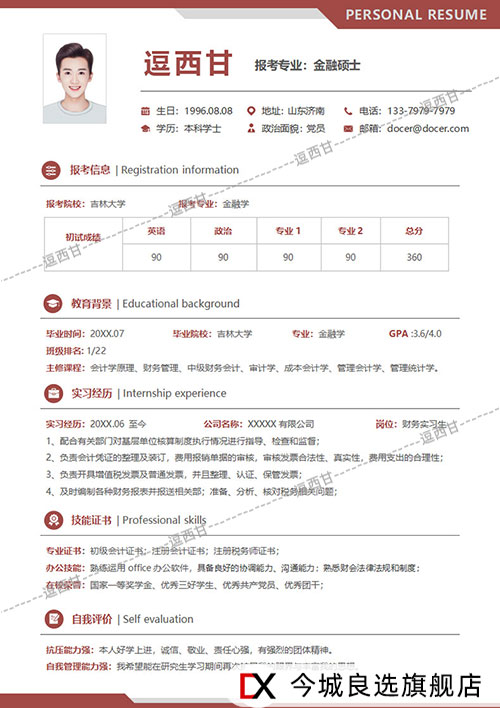 PERSONAL RESUME
逗西甘 报考专业：金融硕士
生日：1996.08.08 地址：山东济南 电话：133-7979-7979
学历：本科学士 政治面貌：党员 邮箱：docer@docer.com
报考信息 | Registration information
报考院校：吉林大学 报考专业：金融学
初试成绩 英语 政治 专业 1 专业 2 总分
90 90 90 90 360
教育背景 | Educational background
毕业时间：20XX.07 毕业院校：吉林大学 专业：金融学 GPA :3.6/4.0
班级排名: 1/22
主修课程：会计学原理、财务管理、中级财务会计、审计学、成本会计学、管理会计学、管理统计学。
实习经历 | Internship experience
实习经历：20XX.06 至今 公司名称：XXXXX 有限公司 岗位：财务实习生
1、配合有关部门对基层单位核算制度执行情况进行指导、检查和监督；
2、负责会计凭证的整理及装订，费用报销单据的审核，审核发票合法性、真实性，费用支出的合理性；
3、负责开具增值税发票及普通发票，并且整理、认证、保管发票；
4、及时编制各种财务报表并报送相关部；准备、分析、核对税务相关问题；
技能证书 | Professional skills
专业证书：初级会计证书；注册会计证书；注册税务师证书；
办公技能：熟练运用 office 办公软件，具备良好的协调能力、沟通能力：熟悉财会法律法规和制度；
在校荣誉：国家一等奖学金、优秀三好学生、优秀共产党员、优秀团干；
自我评价 | Self evaluation
抗压能力强：本人好学上进，诚信、敬业、责任心强，有强烈的团体精神。
自我管理能力强：我希望能在研究生学习期间再次
逗西甘
逗西甘
逗西甘
逗西甘
逗西甘
逗西甘
CX 今城良选旗舰店